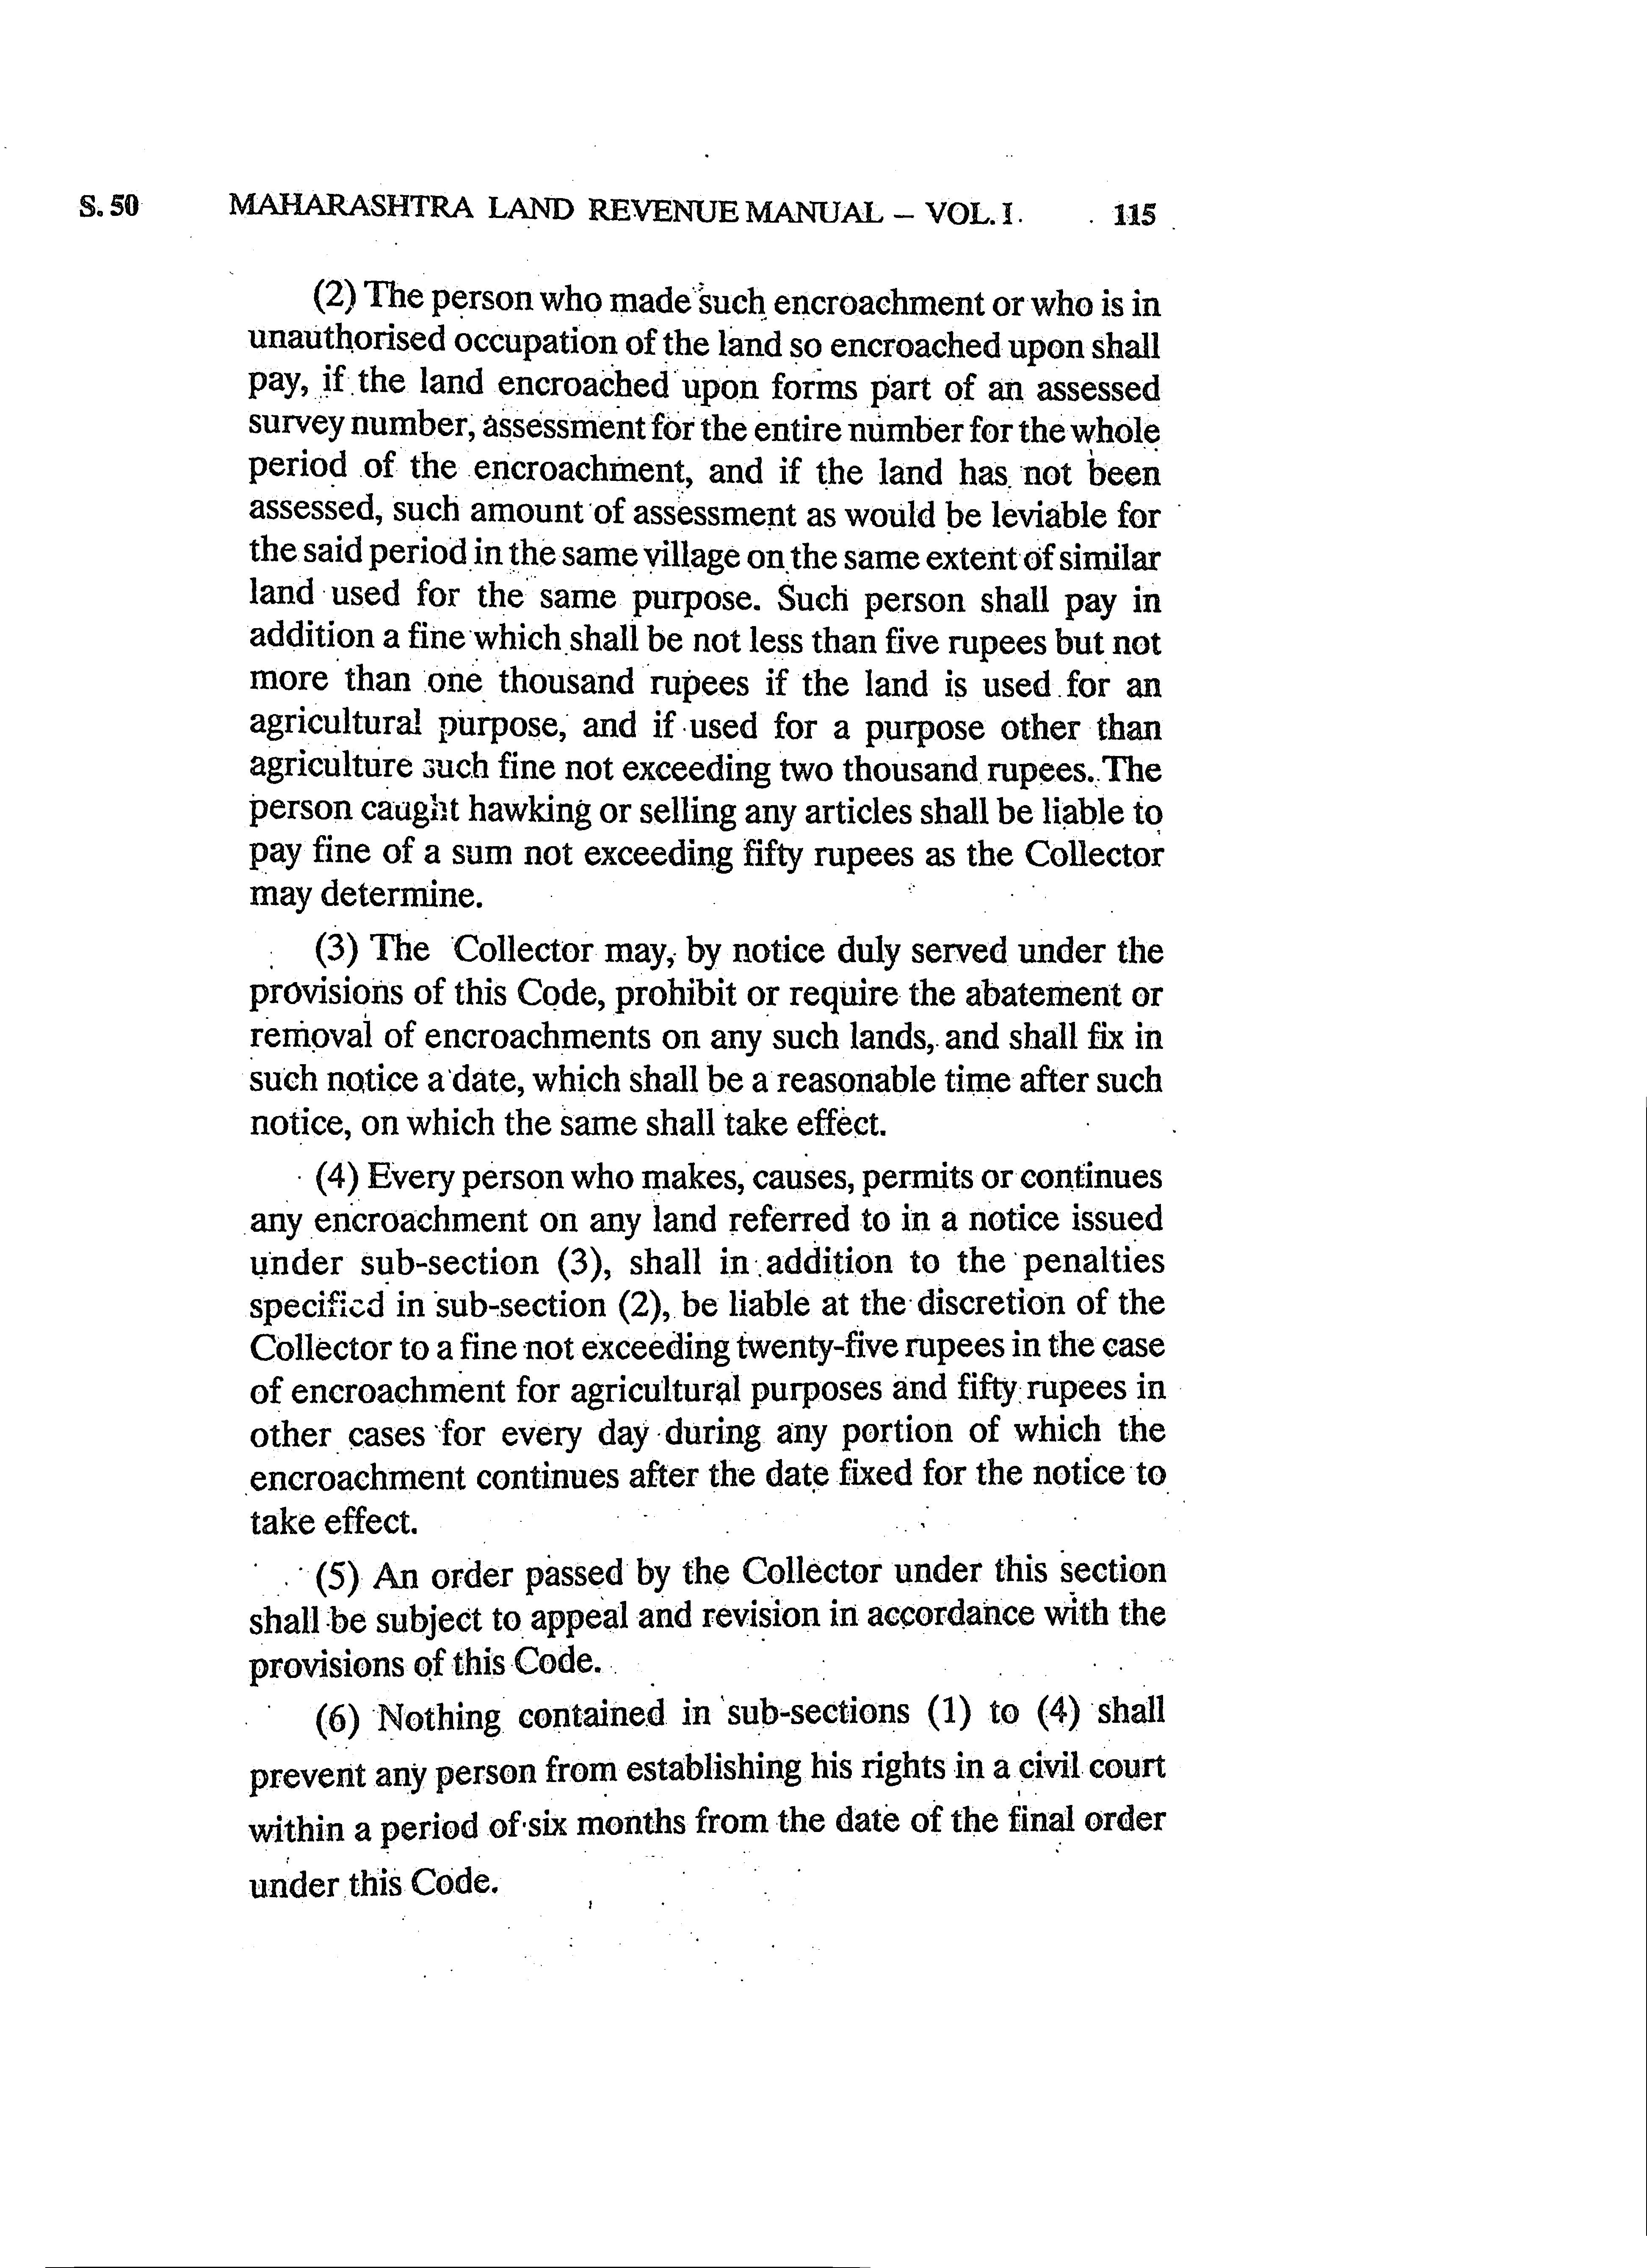 S. 50 MAHARASHTRA LAND REVENUE MANUAL – VOL. I. 115
(2) The person who made such encroachment or who is in
unauthorised occupation of the land so encroached upon shall
pay, if the land encroached upon forms part of an assessed
survey number, assessment for the entire number for the whole
period of the encroachment, and if the land has not been
assessed, such amount of assessment as would be leviable for
the said period in the same village on the same extent of similar
land used for the same purpose. Such person shall pay in
addition a fine which shall be not less than five rupees but not
more than one thousand rupees if the land is used for an
agricultural purpose, and if used for a purpose other than
agriculture such fine not exceeding two thousand rupees. The
person caught hawking or selling any articles shall be liable to
pay fine of a sum not exceeding fifty rupees as the Collector
may determine.
(3) The Collector may, by notice duly served under the
provisions of this Code, prohibit or require the abatement or
removal of encroachments on any such lands, and shall fix in
such notice a date, which shall be a reasonable time after such
notice, on which the same shall take effect.
(4) Every person who makes, causes, permits or continues
any encroachment on any land referred to in a notice issued
under sub-section (3), shall in addition to the penalties
specified in sub-section (2), be liable at the discretion of the
Collector to a fine not exceeding twenty-five rupees in the case
of encroachment for agricultural purposes and fifty rupees in
other cases for every day during any portion of which the
encroachment continues after the date fixed for the notice to
take effect.
(5) An order passed by the Collector under this section
shall be subject to appeal and revision in accordance with the
provisions of this Code.
(6) Nothing contained in sub-sections (1) to (4) shall
prevent any person from establishing his rights in a civil court
within a period of six months from the date of the final order
under this Code.